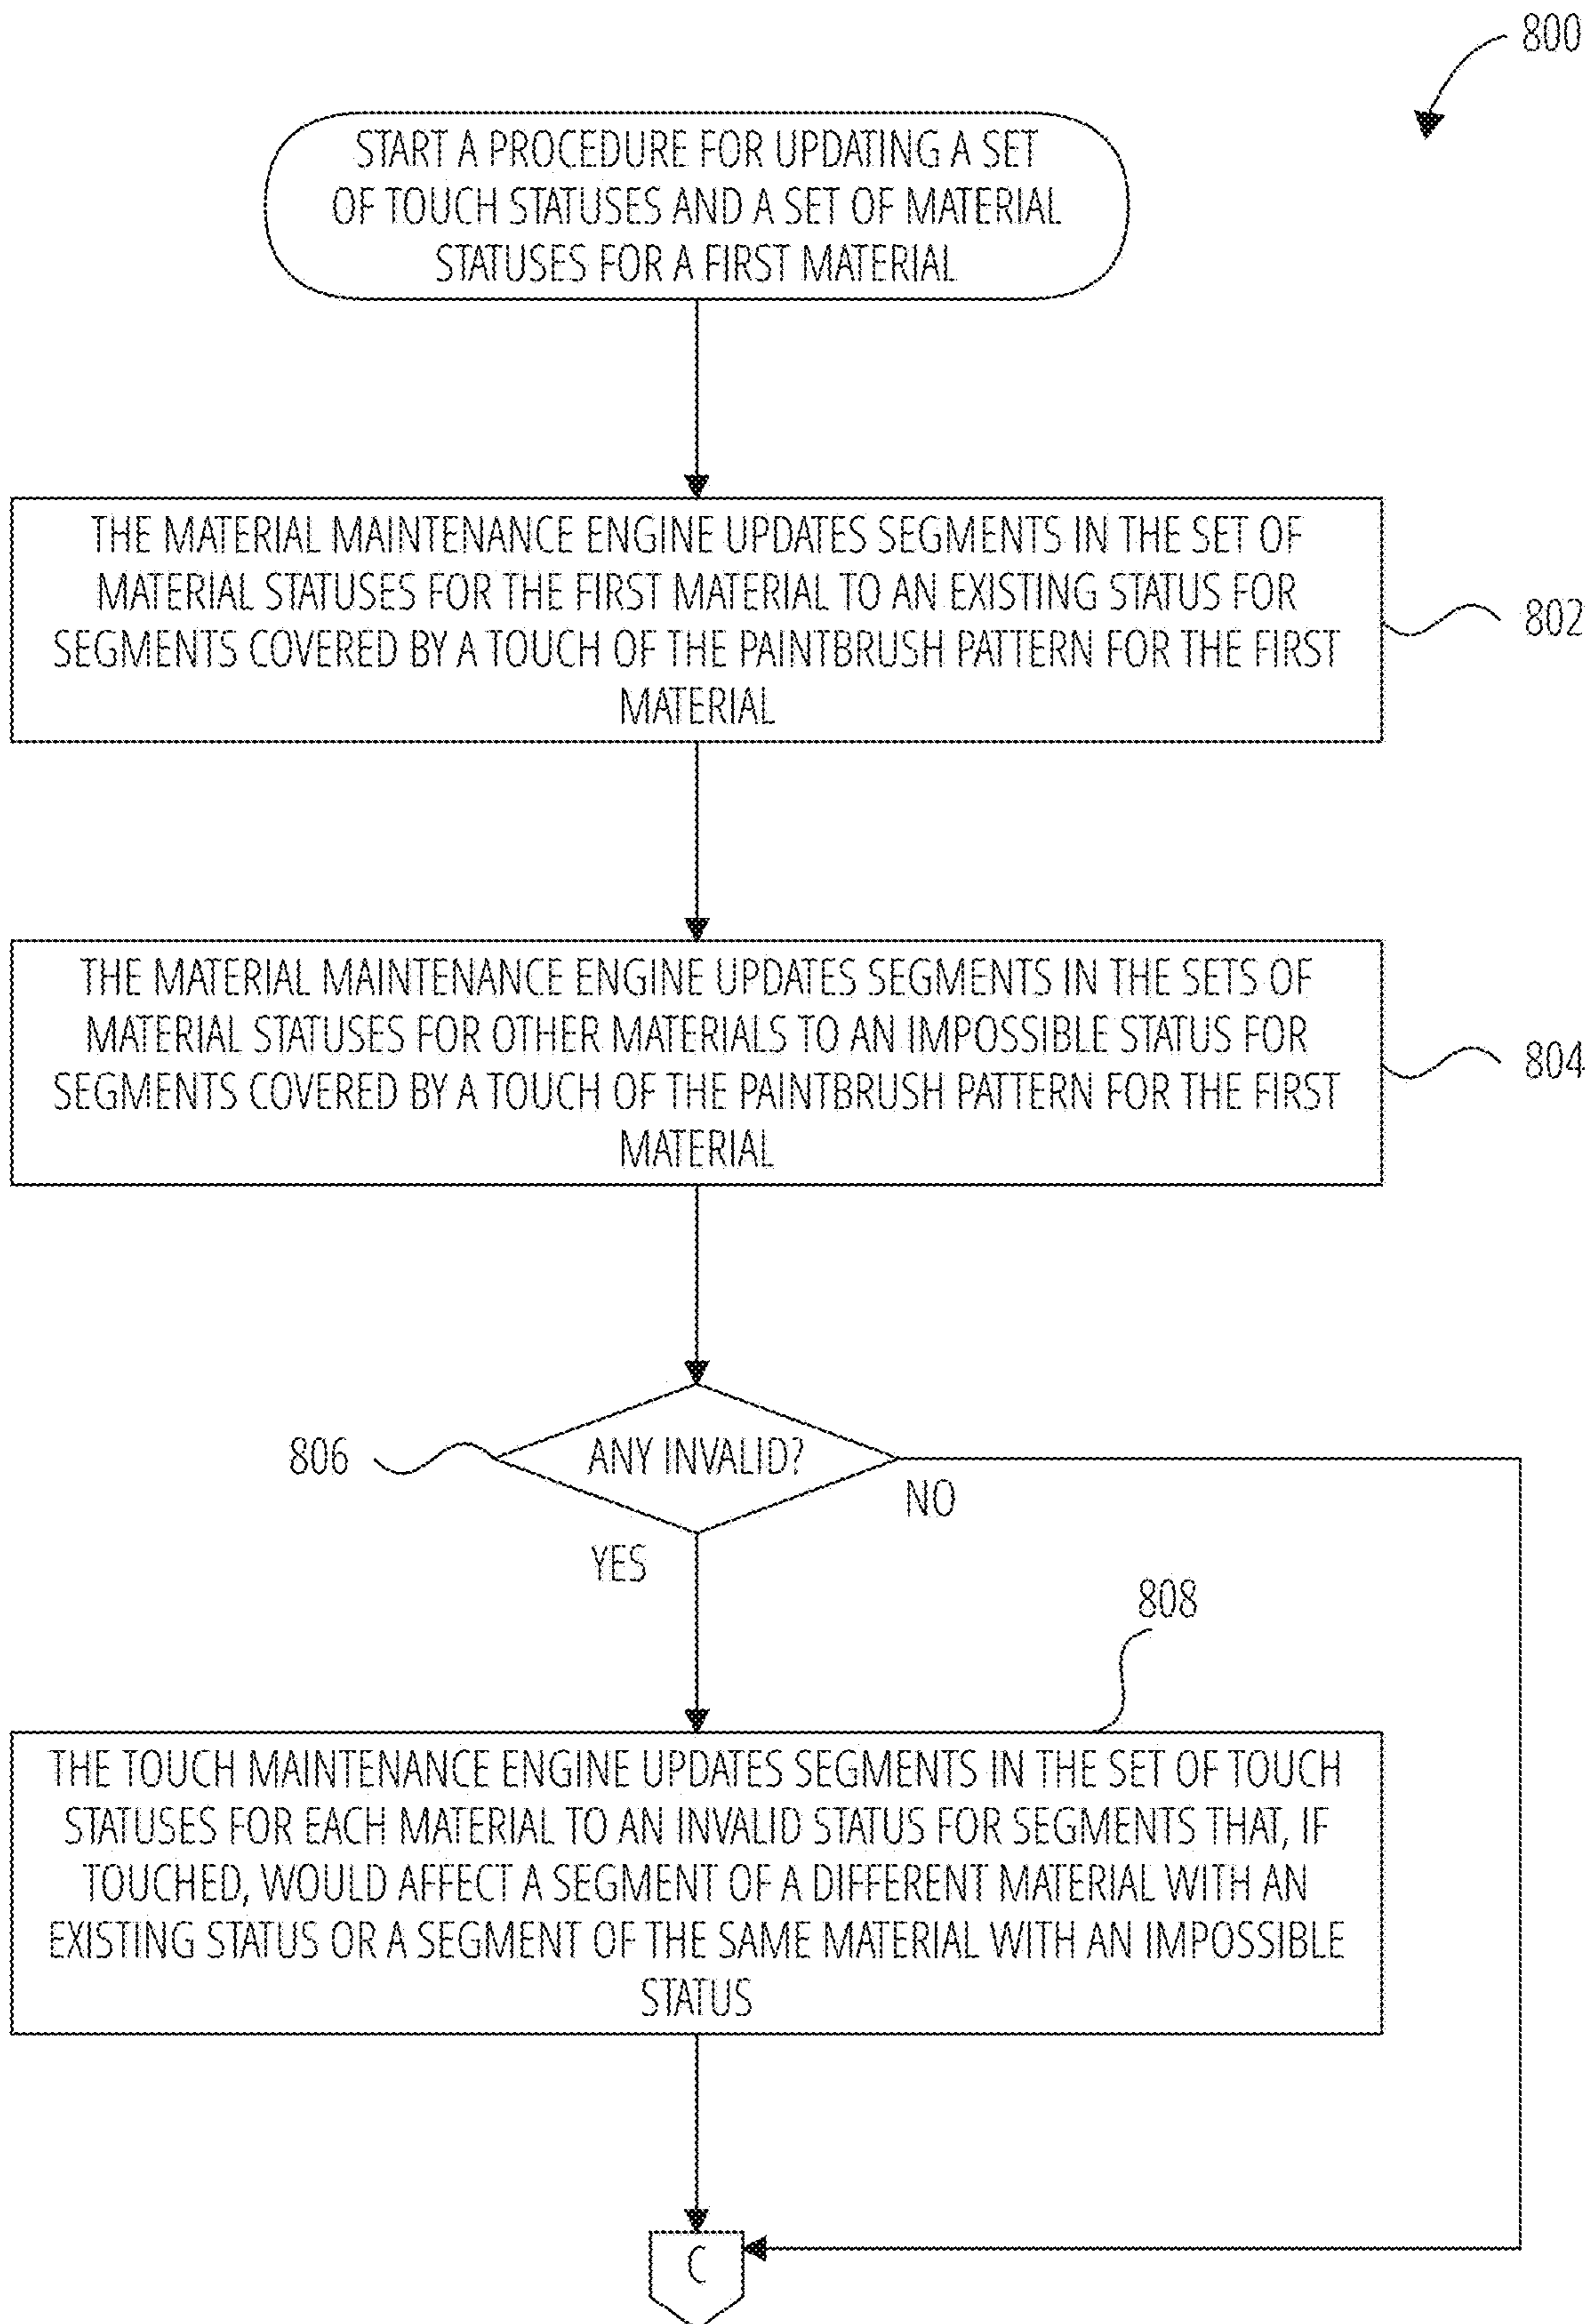 800
START A PROCEDURE FOR UPDATING A SET
OF TOUCH STATUSES AND A SET OF MATERIAL
STATUSES FOR A FIRST MATERIAL
THE MATERIAL MAINTENANCE ENGINE UPDATES SEGMENTS IN THE SET OF
MATERIAL STATUSES FOR THE FIRST MATERIAL TO AN EXISTING STATUS FOR
SEGMENTS COVERED BY A TOUCH OF THE PAINTBRUSH PATTERN FOR THE FIRST
MATERIAL
802
THE MATERIAL MAINTENANCE ENGINE UPDATES SEGMENTS IN THE SETS OF
MATERIAL STATUSES FOR OTHER MATERIALS TO AN IMPOSSIBLE STATUS FOR
SEGMENTS COVERED BY A TOUCH OF THE PAINTBRUSH PATTERN FOR THE FIRST
MATERIAL
804
806
ANY INVALID?
NO
YES
808
THE TOUCH MAINTENANCE ENGINE UPDATES SEGMENTS IN THE SET OF TOUCH
STATUSES FOR EACH MATERIAL TO AN INVALID STATUS FOR SEGMENTS THAT, IF
TOUCHED, WOULD AFFECT A SEGMENT OF A DIFFERENT MATERIAL WITH AN
EXISTING STATUS OR A SEGMENT OF THE SAME MATERIAL WITH AN IMPOSSIBLE
STATUS
C